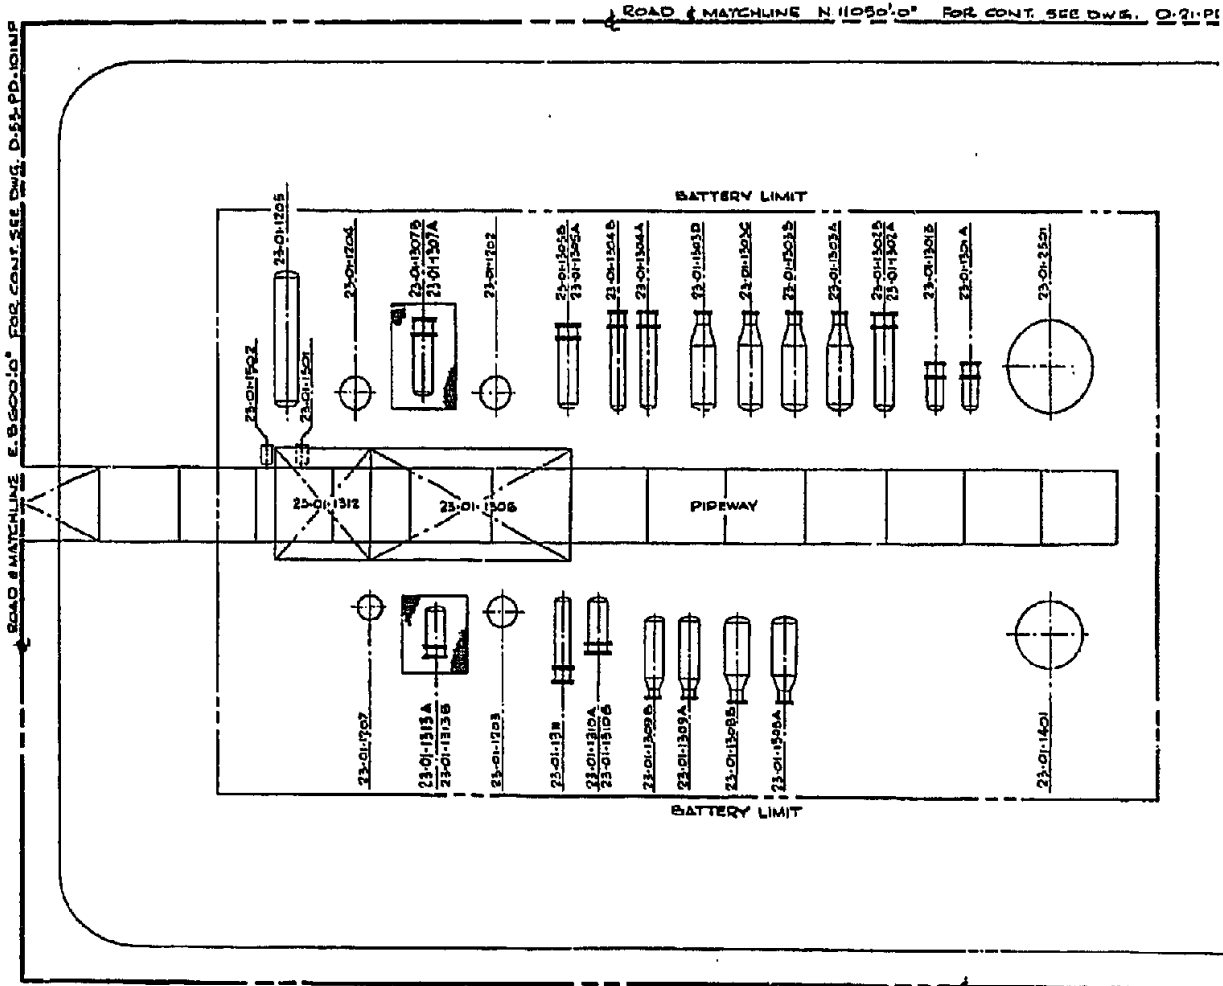 ROAD & MATCHLINE N.11050'-0" FOR CONT. SEE DWG. D-21-PD
ROAD & MATCHLINE E.8600'-0" FOR CONT. SEE DWG. D-53-PD-101NP
BATTERY LIMIT
23-01-1205
23-01-1204
23-01-1307B
23-01-1307A
23-01-1202
23-01-1305B
23-01-1305A
23-01-1304B
23-01-1304A
23-01-1303D
23-01-1303C
23-01-1303B
23-01-1303A
23-01-1302B
23-01-1302A
23-01-1301B
23-01-1301A
23-01-2501
23-01-1502
23-01-1501
23-01-1312
23-01-1306
PIPEWAY
23-01-1207
23-01-1313A
23-01-1313B
23-01-1203
23-01-1311
23-01-1310A
23-01-1310B
23-01-1309B
23-01-1309A
23-01-1308B
23-01-1308A
23-01-1401
BATTERY LIMIT